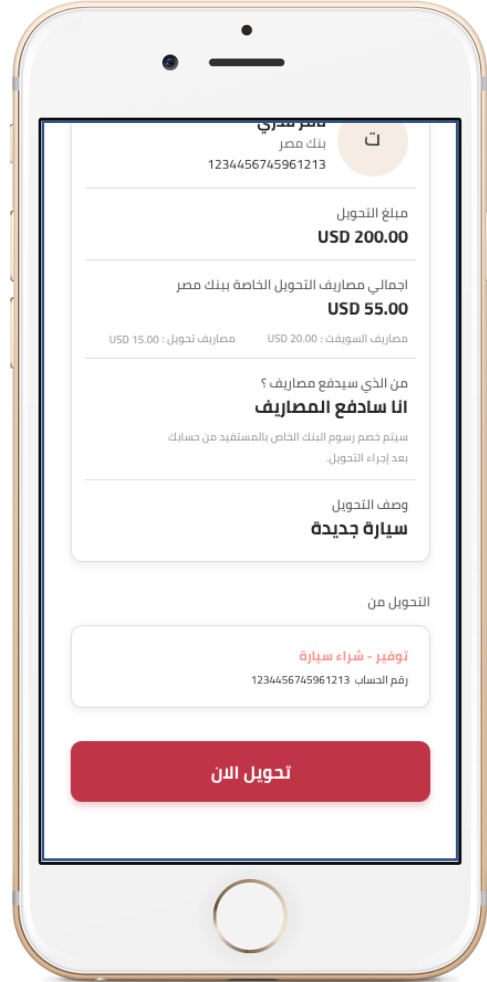 ت
بنك مصر
1234456745961213
مبلغ التحويل
USD 200.00
اجمالي مصاريف التحويل الخاصة ببنك مصر
USD 55.00
مصاريف السويفت : USD 20.00 مصاريف تحويل : USD 15.00
من الذي سيدفع مصاريف ؟
انا سادفع المصاريف
سيتم خصم رسوم البنك الخاص بالمستفيد من حسابك
بعد إجراء التحويل.
وصف التحويل
سيارة جديدة
التحويل من
توفير - شراء سيارة
رقم الحساب 1234456745961213
تحويل الان